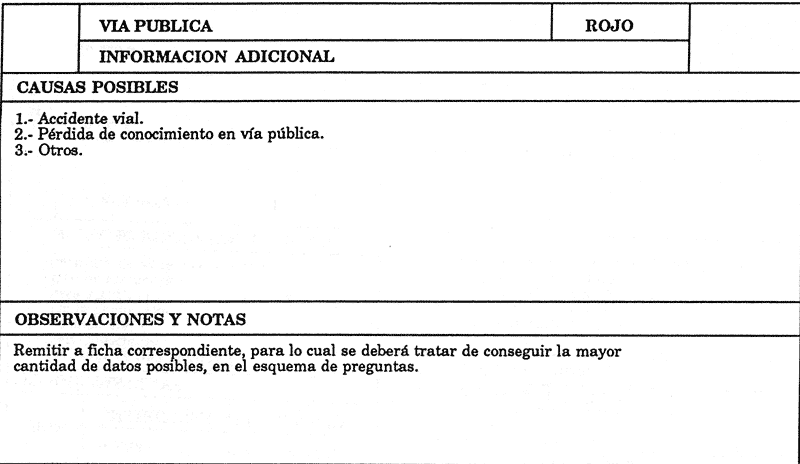 VIA PUBLICA
ROJO
INFORMACION ADICIONAL
CAUSAS POSIBLES
1.- Accidente vial.
2.- Pérdida de conocimiento en vía pública.
3.- Otros.
OBSERVACIONES Y NOTAS
Remitir a ficha correspondiente, para lo cual se deberá tratar de conseguir la mayor
cantidad de datos posibles, en el esquema de preguntas.